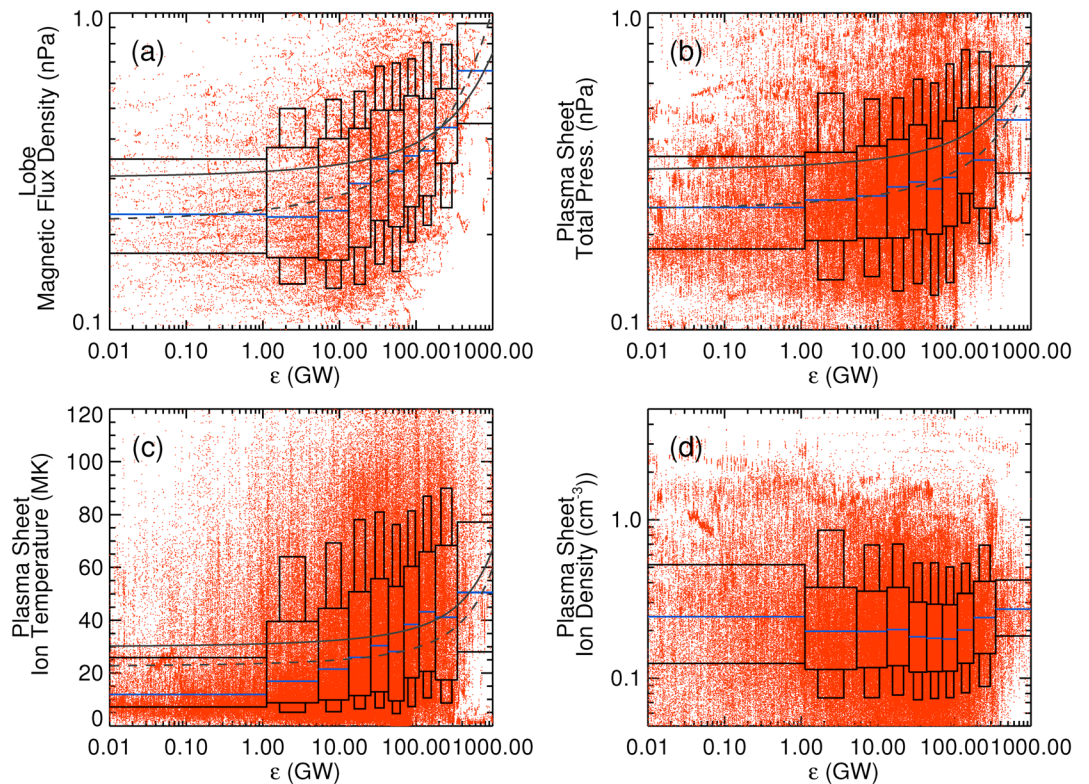 (a)
1.0
0.1
Lobe
Magnetic Flux Density (nPa)
0.01 0.10 1.00 10.00 100.001000.00
ε (GW)
(b)
1.0
0.1
Plasma Sheet
Total Press. (nPa)
0.01 0.10 1.00 10.00 100.001000.00
ε (GW)
(c)
120
100
80
60
40
20
0
Plasma Sheet
Ion Temperature (MK)
0.01 0.10 1.00 10.00 100.001000.00
ε (GW)
(d)
1.0
0.1
Plasma Sheet
Ion Density (cm⁻³))
0.01 0.10 1.00 10.00 100.001000.00
ε (GW)